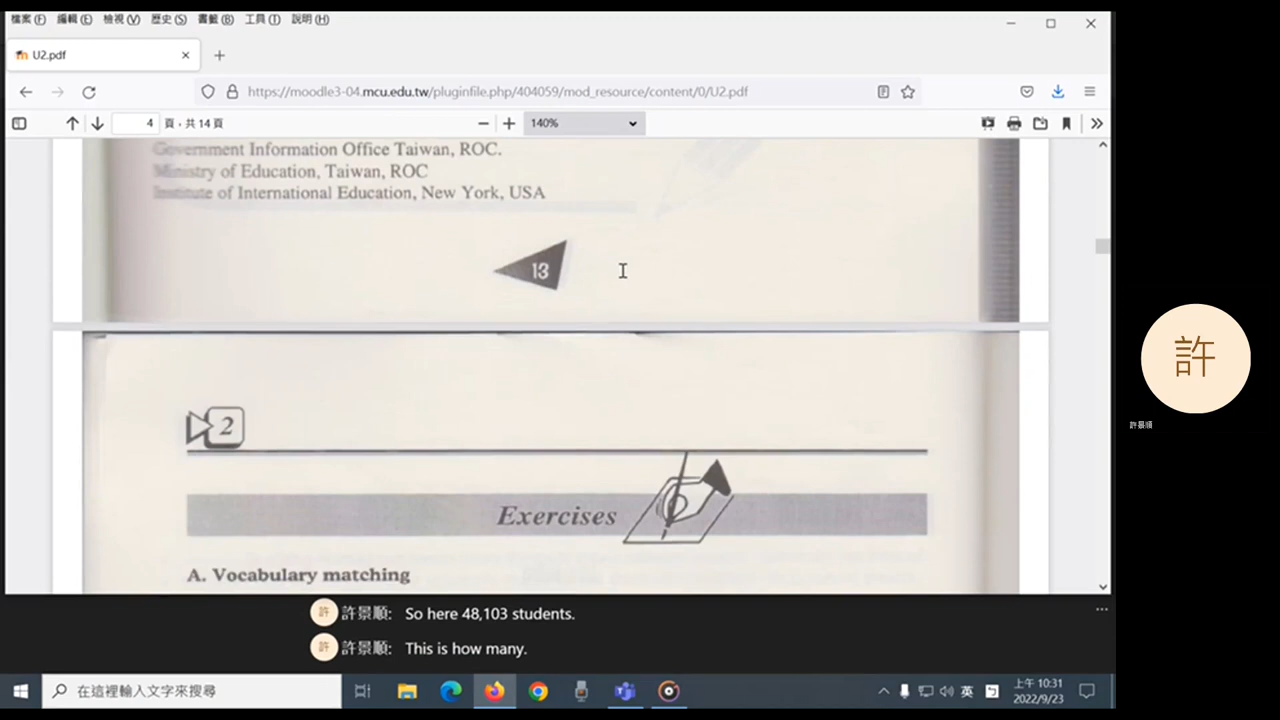 檔案(F) 編輯(E) 檢視(V) 歷史(S) 書籤(B) 工具(T) 說明(H)
U2.pdf
https://moodle3-04.mcu.edu.tw/pluginfile.php/404059/mod_resource/content/0/U2.pdf
4 頁，共 14 頁
140%
Government Information Office Taiwan, ROC.
Ministry of Education, Taiwan, ROC
Institute of International Education, New York, USA
13
2
Exercises
A. Vocabulary matching
許
許景順
許 許景順: So here 48,103 students.
許 許景順: This is how many.
在這裡輸入文字來搜尋
英
上午 10:31
2022/9/23